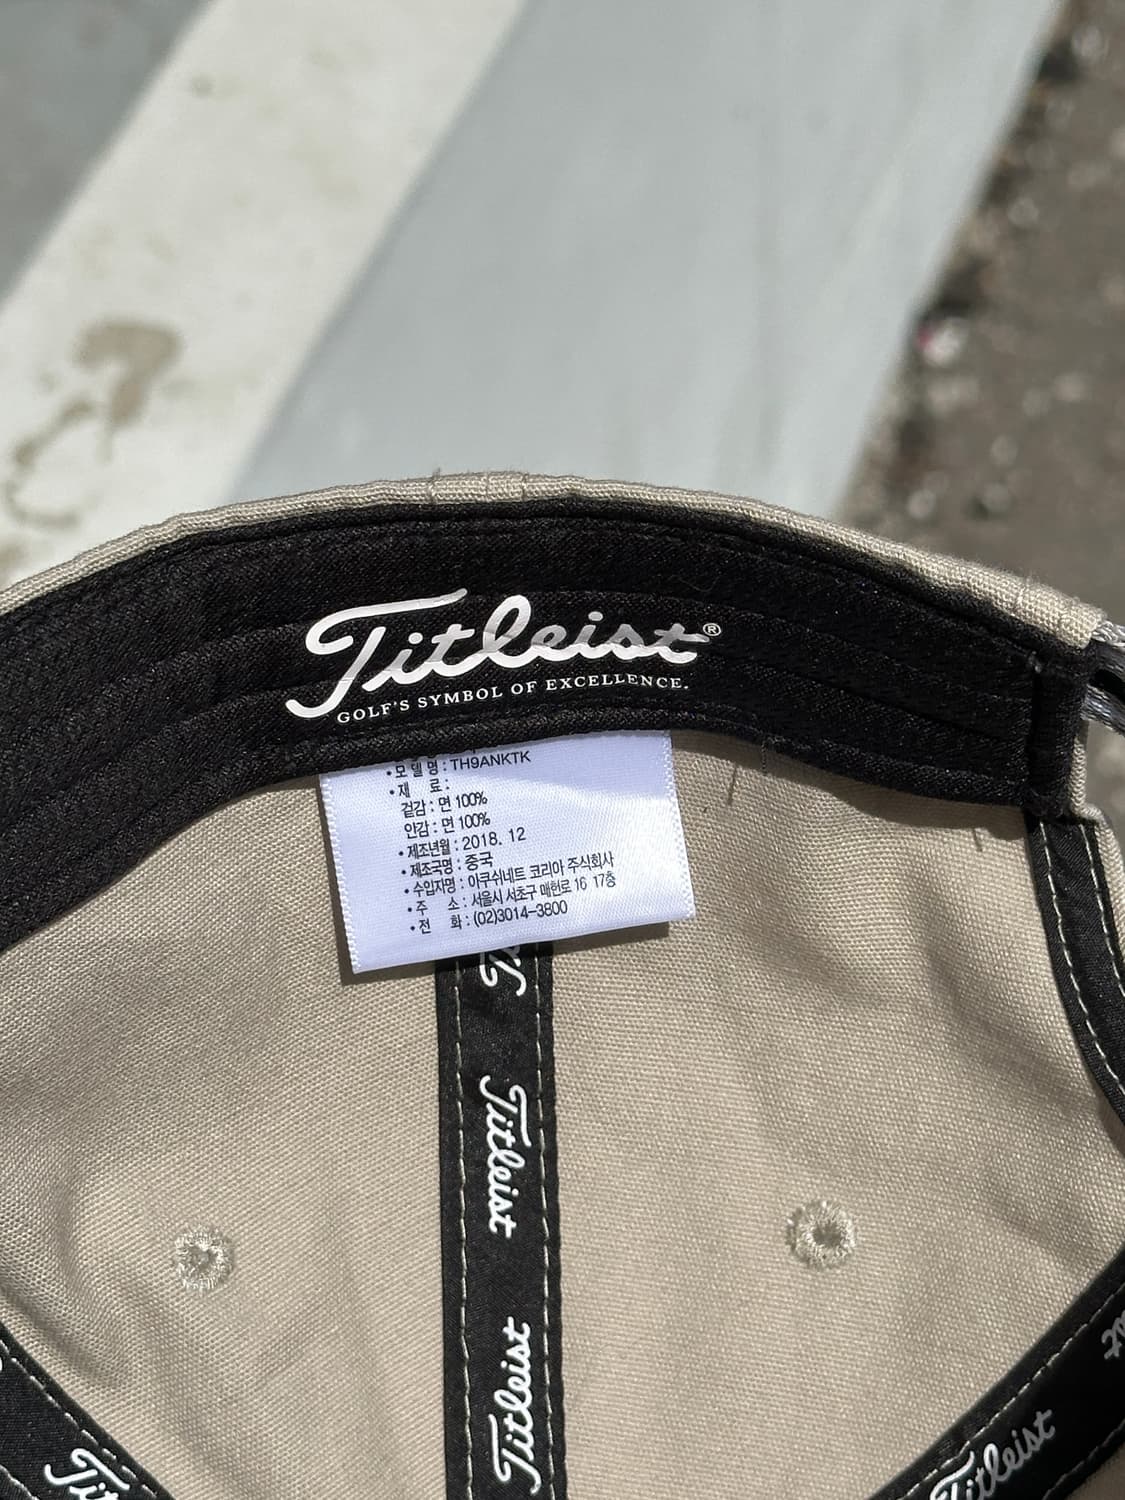 Titleist®
GOLF'S SYMBOL OF EXCELLENCE.
• 모 델 명 : TH9ANKTK
• 재 료 :
겉감 : 면 100%
안감 : 면 100%
• 제조년월 : 2018. 12
• 제조국명 : 중국
• 수입자명 : 아쿠쉬네트 코리아 주식회사
• 주 소 : 서울시 서초구 매헌로 16 17층
• 전 화 : (02)3014-3800
Titleist
Titleist
Titleist